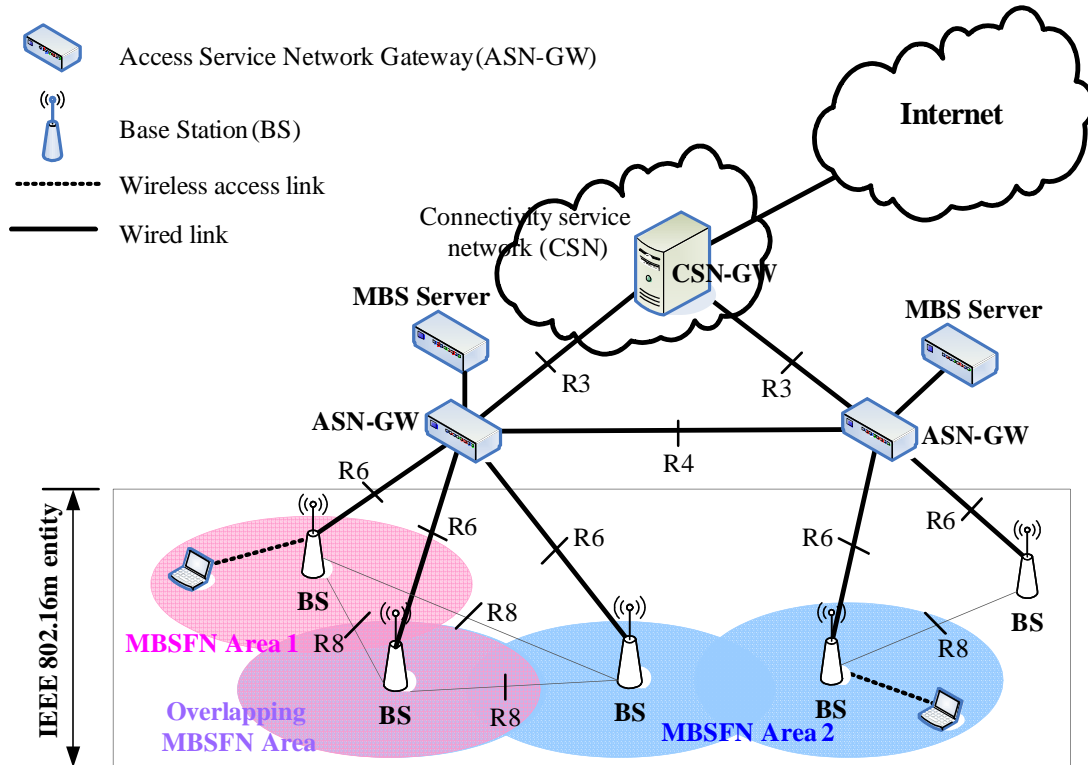 Access Service Network Gateway (ASN-GW)
Base Station (BS)
Wireless access link
Wired link
Internet
Connectivity service
network (CSN)
CSN-GW
MBS Server
MBS Server
R3
R3
ASN-GW
ASN-GW
R4
R6
R6
R6
R6
R6
IEEE 802.16m entity
BS
BS
MBSFN Area 1
R8
R8
R8
R8
BS
BS
BS
Overlapping
MBSFN Area
MBSFN Area 2